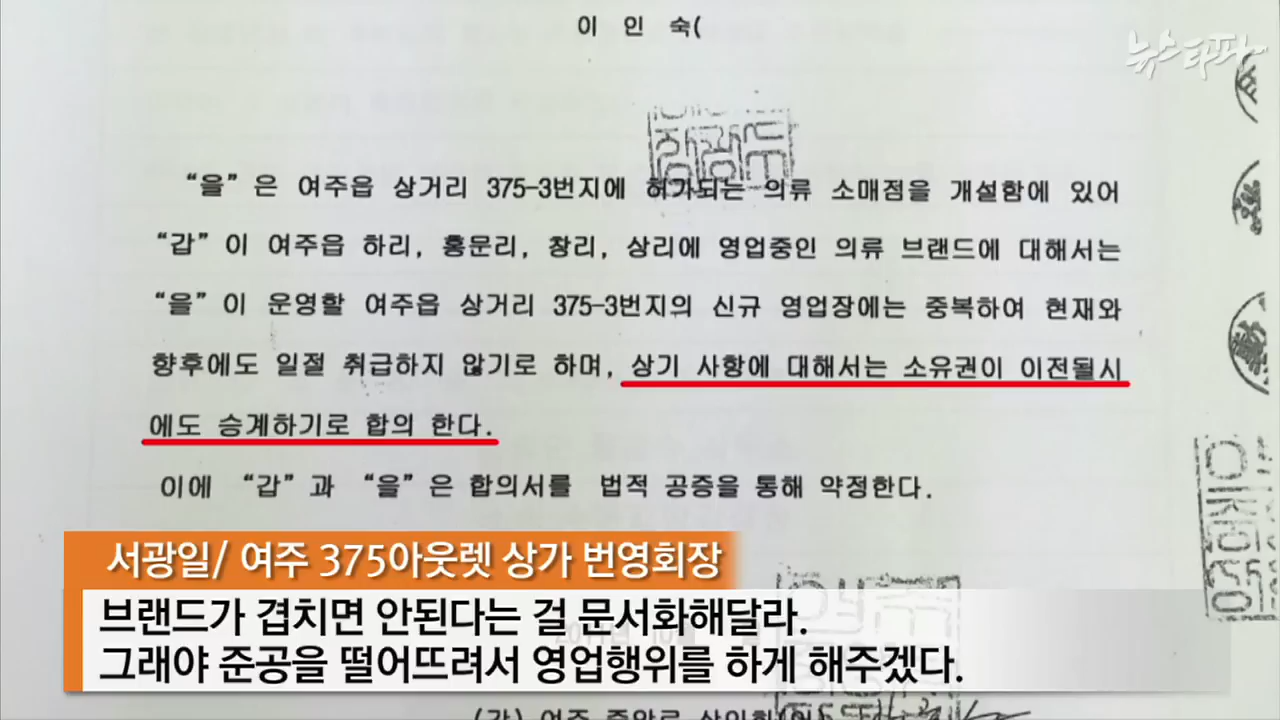 이 인 숙(
뉴스타파
“을” 은 여주읍 상거리 375-3번지에 허가되는 의류 소매점을 개설함에 있어
“갑” 이 여주읍 하리, 홍문리, 창리, 상리에 영업중인 의류 브랜드에 대해서는
“을” 이 운영할 여주읍 상거리 375-3번지의 신규 영업장에는 중복하여 현재와
향후에도 일절 취급하지 않기로 하며, 상기 사항에 대해서는 소유권이 이전될시
에도 승계하기로 합의 한다.
이에 “갑” 과 “을” 은 합의서를 법적 공증을 통해 약정한다.
서광일/ 여주 375아웃렛 상가 번영회장
브랜드가 겹치면 안된다는 걸 문서화해달라.
그래야 준공을 떨어뜨려서 영업행위를 하게 해주겠다.
(갑) 여주 중앙로 상인회(여)